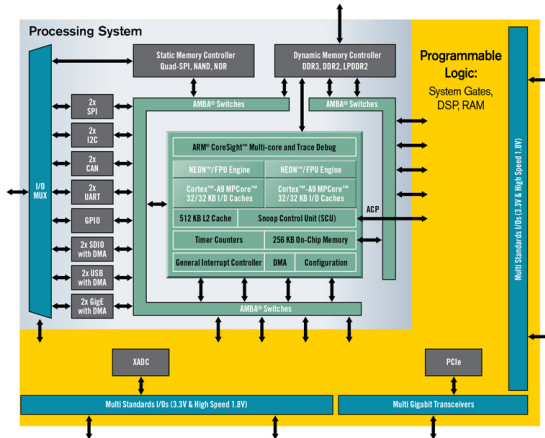 Processing System
Static Memory Controller
Quad-SPI, NAND, NOR
Dynamic Memory Controller
DDR3, DDR2, LPDDR2
Programmable
Logic:
System Gates,
DSP, RAM
AMBA® Switches
AMBA® Switches
2x
SPI
2x
I2C
2x
CAN
2x
UART
GPIO
2x SDIO
with DMA
2x USB
with DMA
2x GigE
with DMA
I/O
MUX
ARM® CoreSight™ Multi-core and Trace Debug
NEON™/FPU Engine
NEON™/FPU Engine
Cortex™-A9 MPCore™
32/32 KB I/D Caches
Cortex™-A9 MPCore™
32/32 KB I/D Caches
512 KB L2 Cache
Snoop Control Unit (SCU)
Timer Counters
256 KB On-Chip Memory
General Interrupt Controller
DMA
Configuration
ACP
AMBA® Switches
Multi Standards I/Os (3.3V & High Speed 1.8V)
XADC
PCIe
Multi Standards I/Os (3.3V & High Speed 1.8V)
Multi Gigabit Transceivers